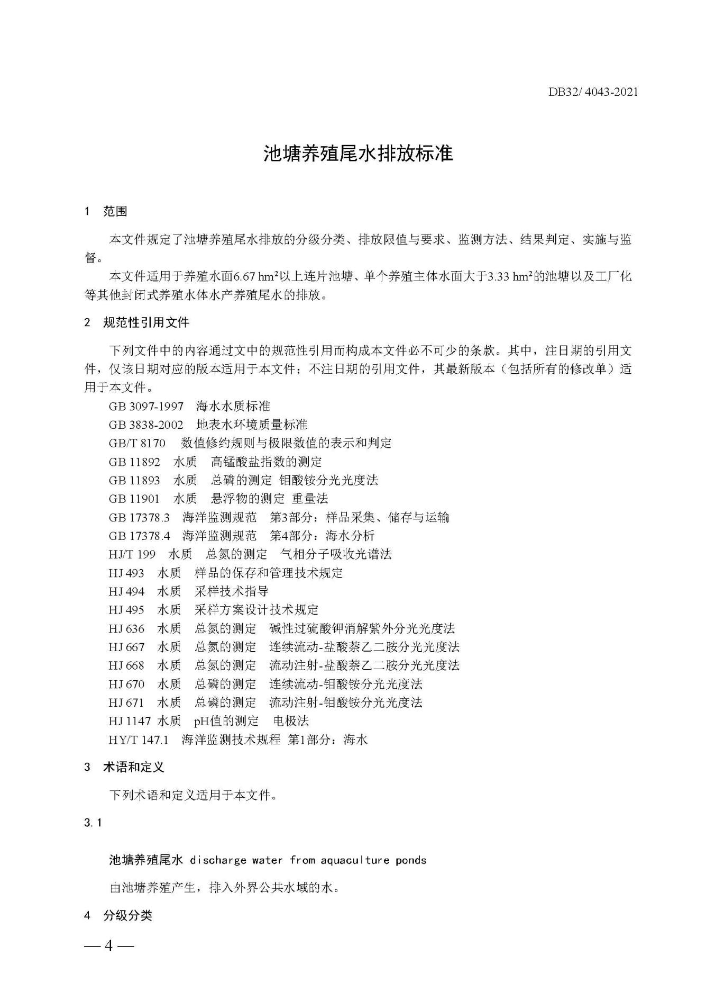 DB32/ 4043-2021
池塘养殖尾水排放标准
1 范围
本文件规定了池塘养殖尾水排放的分级分类、排放限值与要求、监测方法、结果判定、实施与监
督。
本文件适用于养殖水面6.67 hm²以上连片池塘、单个养殖主体水面大于3.33 hm²的池塘以及工厂化
等其他封闭式养殖水体水产养殖尾水的排放。
2 规范性引用文件
下列文件中的内容通过文中的规范性引用而构成本文件必不可少的条款。其中，注日期的引用文
件，仅该日期对应的版本适用于本文件；不注日期的引用文件，其最新版本（包括所有的修改单）适
用于本文件。
GB 3097-1997 海水水质标准
GB 3838-2002 地表水环境质量标准
GB/T 8170 数值修约规则与极限数值的表示和判定
GB 11892 水质 高锰酸盐指数的测定
GB 11893 水质 总磷的测定 钼酸铵分光光度法
GB 11901 水质 悬浮物的测定 重量法
GB 17378.3 海洋监测规范 第3部分：样品采集、储存与运输
GB 17378.4 海洋监测规范 第4部分：海水分析
HJ/T 199 水质 总氮的测定 气相分子吸收光谱法
HJ 493 水质 样品的保存和管理技术规定
HJ 494 水质 采样技术指导
HJ 495 水质 采样方案设计技术规定
HJ 636 水质 总氮的测定 碱性过硫酸钾消解紫外分光光度法
HJ 667 水质 总氮的测定 连续流动-盐酸萘乙二胺分光光度法
HJ 668 水质 总氮的测定 流动注射-盐酸萘乙二胺分光光度法
HJ 670 水质 总磷的测定 连续流动-钼酸铵分光光度法
HJ 671 水质 总磷的测定 流动注射-钼酸铵分光光度法
HJ 1147 水质 pH值的测定 电极法
HY/T 147.1 海洋监测技术规程 第1部分：海水
3 术语和定义
下列术语和定义适用于本文件。
3.1
池塘养殖尾水 discharge water from aquaculture ponds
由池塘养殖产生，排入外界公共水域的水。
4 分级分类
— 4 —